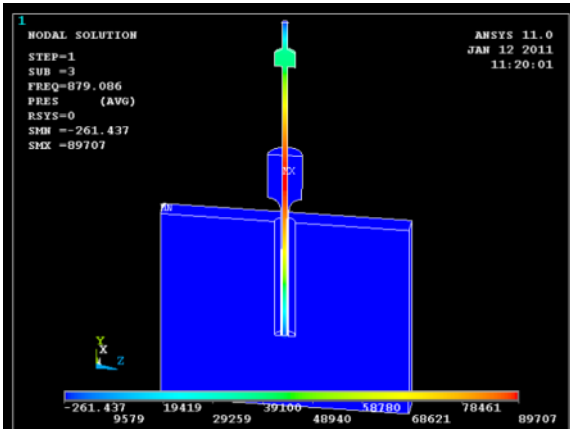 1
NODAL SOLUTION
STEP=1
SUB =3
FREQ=879.086
PRES (AVG)
RSYS=0
SMN =-261.437
SMX =89707
ANSYS 11.0
JAN 12 2011
11:20:01
MX
MN
Y
X
Z
-261.437 19419 39100 58780 78461
9579 29259 48940 68621 89707